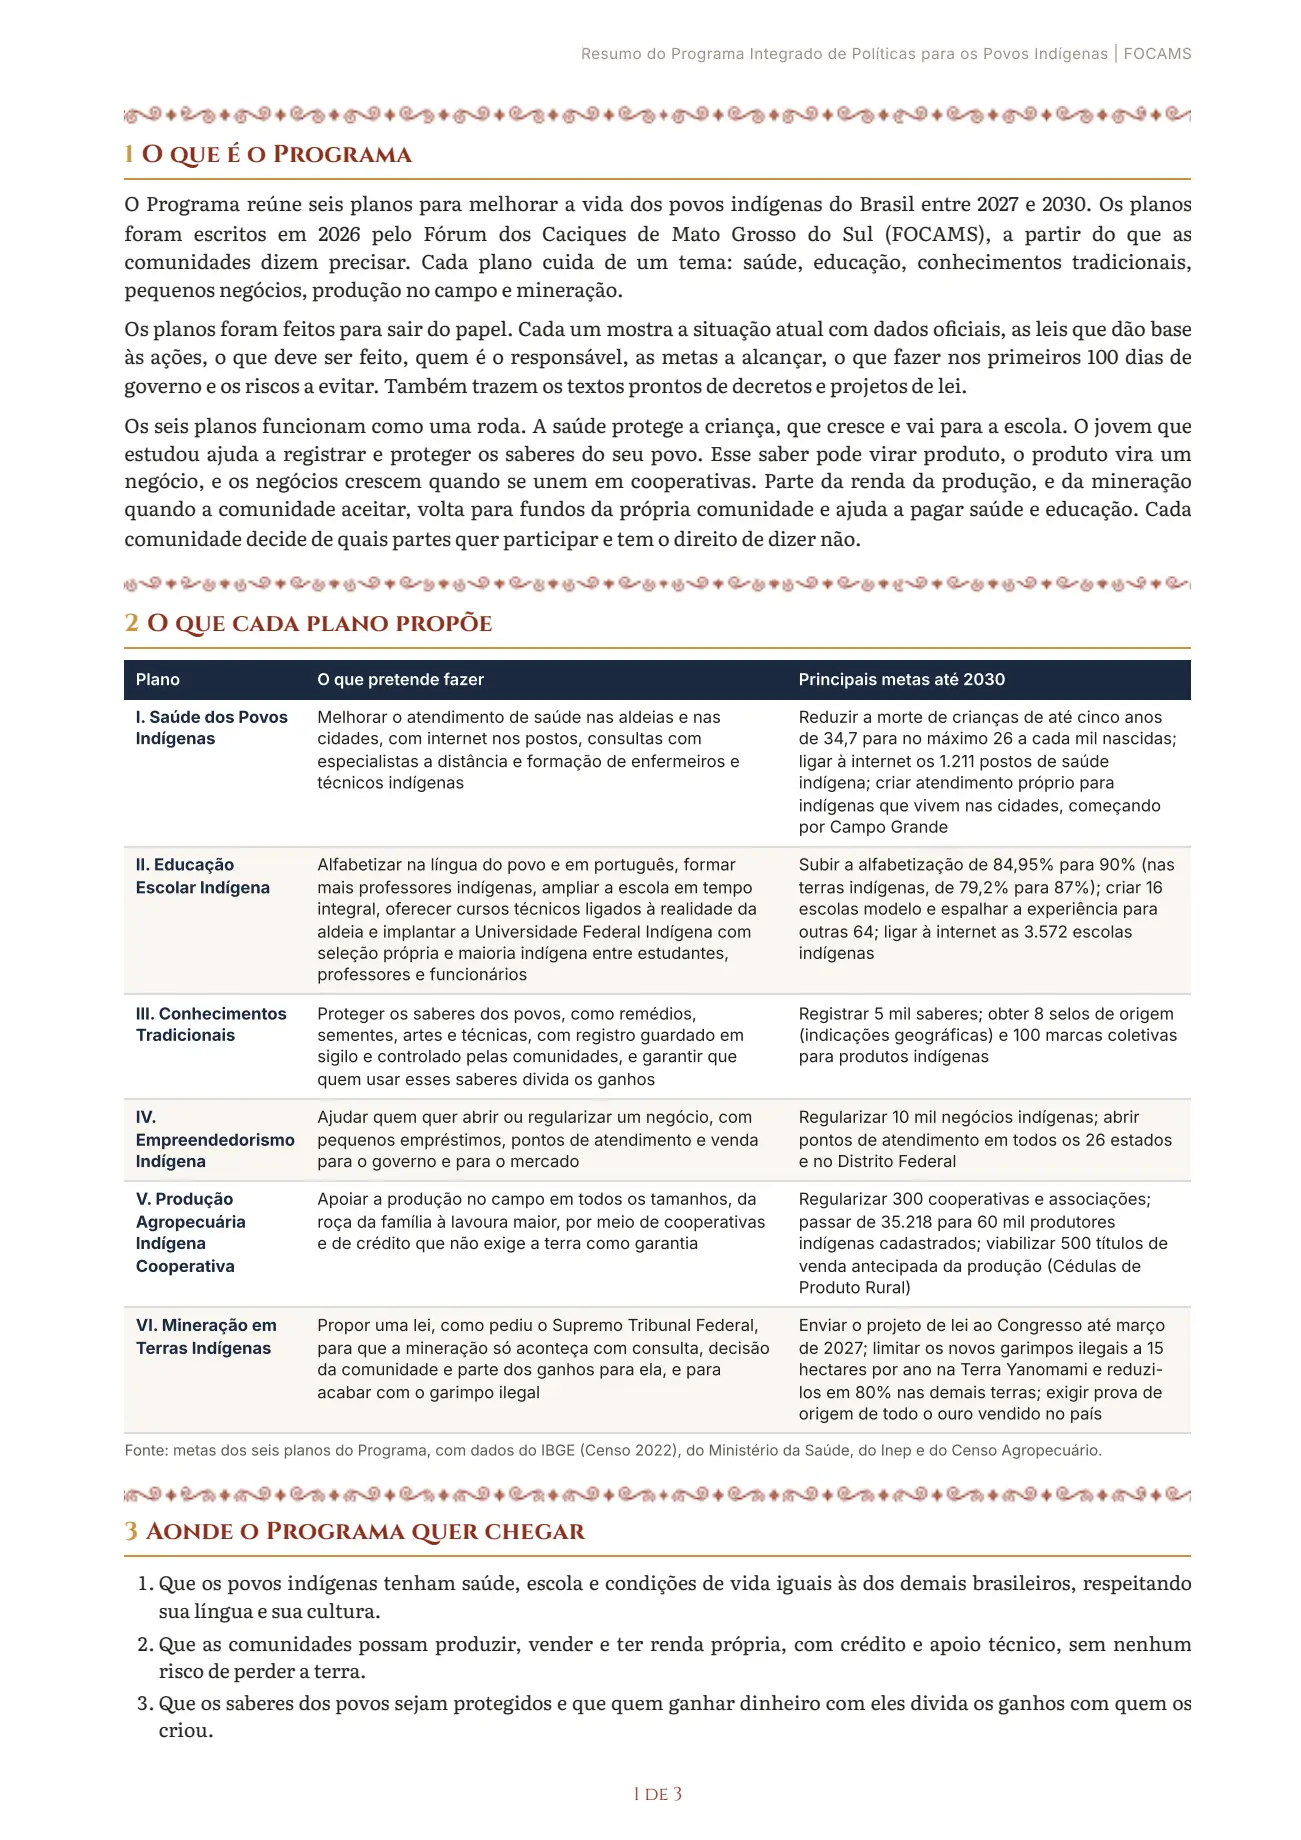 Resumo do Programa Integrado de Políticas para os Povos Indígenas | FOCAMS
1 O que é o Programa
O Programa reúne seis planos para melhorar a vida dos povos indígenas do Brasil entre 2027 e 2030. Os planos
foram escritos em 2026 pelo Fórum dos Caciques de Mato Grosso do Sul (FOCAMS), a partir do que as
comunidades dizem precisar. Cada plano cuida de um tema: saúde, educação, conhecimentos tradicionais,
pequenos negócios, produção no campo e mineração.
Os planos foram feitos para sair do papel. Cada um mostra a situação atual com dados oficiais, as leis que dão base
às ações, o que deve ser feito, quem é o responsável, as metas a alcançar, o que fazer nos primeiros 100 dias de
governo e os riscos a evitar. Também trazem os textos prontos de decretos e projetos de lei.
Os seis planos funcionam como uma roda. A saúde protege a criança, que cresce e vai para a escola. O jovem que
estudou ajuda a registrar e proteger os saberes do seu povo. Esse saber pode virar produto, o produto vira um
negócio, e os negócios crescem quando se unem em cooperativas. Parte da renda da produção, e da mineração
quando a comunidade aceitar, volta para fundos da própria comunidade e ajuda a pagar saúde e educação. Cada
comunidade decide de quais partes quer participar e tem o direito de dizer não.
2 O que cada plano propõe
Plano
O que pretende fazer
Principais metas até 2030
I. Saúde dos Povos
Indígenas
Melhorar o atendimento de saúde nas aldeias e nas
cidades, com internet nos postos, consultas com
especialistas a distância e formação de enfermeiros e
técnicos indígenas
Reduzir a morte de crianças de até cinco anos
de 34,7 para no máximo 26 a cada mil nascidas;
ligar à internet os 1.211 postos de saúde
indígena; criar atendimento próprio para
indígenas que vivem nas cidades, começando
por Campo Grande
II. Educação
Escolar Indígena
Alfabetizar na língua do povo e em português, formar
mais professores indígenas, ampliar a escola em tempo
integral, oferecer cursos técnicos ligados à realidade da
aldeia e implantar a Universidade Federal Indígena com
seleção própria e maioria indígena entre estudantes,
professores e funcionários
Subir a alfabetização de 84,95% para 90% (nas
terras indígenas, de 79,2% para 87%); criar 16
escolas modelo e espalhar a experiência para
outras 64; ligar à internet as 3.572 escolas
indígenas
III. Conhecimentos
Tradicionais
Proteger os saberes dos povos, como remédios,
sementes, artes e técnicas, com registro guardado em
sigilo e controlado pelas comunidades, e garantir que
quem usar esses saberes divida os ganhos
Registrar 5 mil saberes; obter 8 selos de origem
(indicações geográficas) e 100 marcas coletivas
para produtos indígenas
IV.
Empreendedorismo
Indígena
Ajudar quem quer abrir ou regularizar um negócio, com
pequenos empréstimos, pontos de atendimento e venda
para o governo e para o mercado
Regularizar 10 mil negócios indígenas; abrir
pontos de atendimento em todos os 26 estados
e no Distrito Federal
V. Produção
Agropecuária
Indígena
Cooperativa
Apoiar a produção no campo em todos os tamanhos, da
roça da família à lavoura maior, por meio de cooperativas
e de crédito que não exige a terra como garantia
Regularizar 300 cooperativas e associações;
passar de 35.218 para 60 mil produtores
indígenas cadastrados; viabilizar 500 títulos de
venda antecipada da produção (Cédulas de
Produto Rural)
VI. Mineração em
Terras Indígenas
Propor uma lei, como pediu o Supremo Tribunal Federal,
para que a mineração só aconteça com consulta, decisão
da comunidade e parte dos ganhos para ela, e para
acabar com o garimpo ilegal
Enviar o projeto de lei ao Congresso até março
de 2027; limitar os novos garimpos ilegais a 15
hectares por ano na Terra Yanomami e reduzi-
los em 80% nas demais terras; exigir prova de
origem de todo o ouro vendido no país
Fonte: metas dos seis planos do Programa, com dados do IBGE (Censo 2022), do Ministério da Saúde, do Inep e do Censo Agropecuário.
3 Aonde o Programa quer chegar
1. Que os povos indígenas tenham saúde, escola e condições de vida iguais às dos demais brasileiros, respeitando
sua língua e sua cultura.
2. Que as comunidades possam produzir, vender e ter renda própria, com crédito e apoio técnico, sem nenhum
risco de perder a terra.
3. Que os saberes dos povos sejam protegidos e que quem ganhar dinheiro com eles divida os ganhos com quem os
criou.
1 de 3